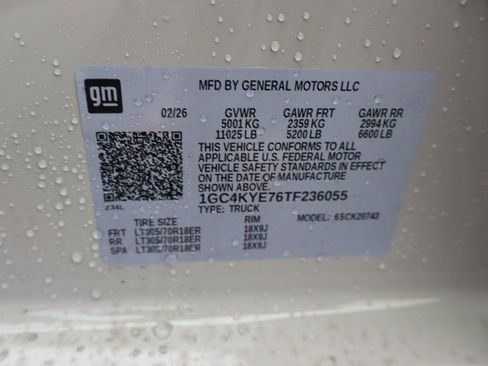 gm
MFD BY GENERAL MOTORS LLC
02/26 GVWR GAWR FRT GAWR RR
5001 KG 2359 KG 2994 KG
11025 LB 5200 LB 6600 LB
THIS VEHICLE CONFORMS TO ALL
APPLICABLE U.S. FEDERAL MOTOR
VEHICLE SAFETY STANDARDS IN EFFECT
ON THE DATE OF MANUFACTURE
SHOWN ABOVE.
1GC4KYE76TF236055
TYPE: TRUCK MODEL: 65CK20743
234L
TIRE SIZE RIM
FRT LT305/70R18ER 18X9J
RR LT305/70R18ER 18X9J
SPA LT305/70R18ER 18X9J